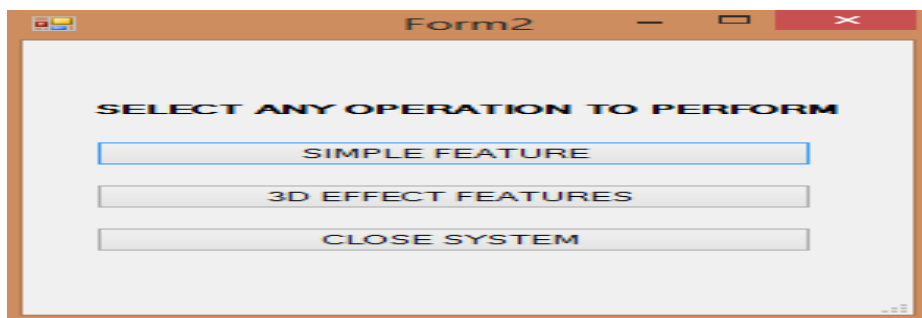 Form2
SELECT ANY OPERATION TO PERFORM
SIMPLE FEATURE
3D EFFECT FEATURES
CLOSE SYSTEM